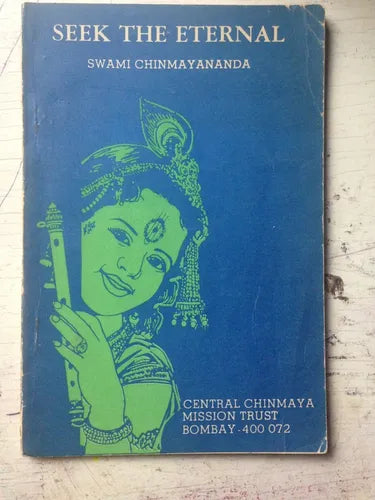 SEEK THE ETERNAL
SWAMI CHINMAYANANDA
CENTRAL CHINMAYA
MISSION TRUST
BOMBAY - 400 072